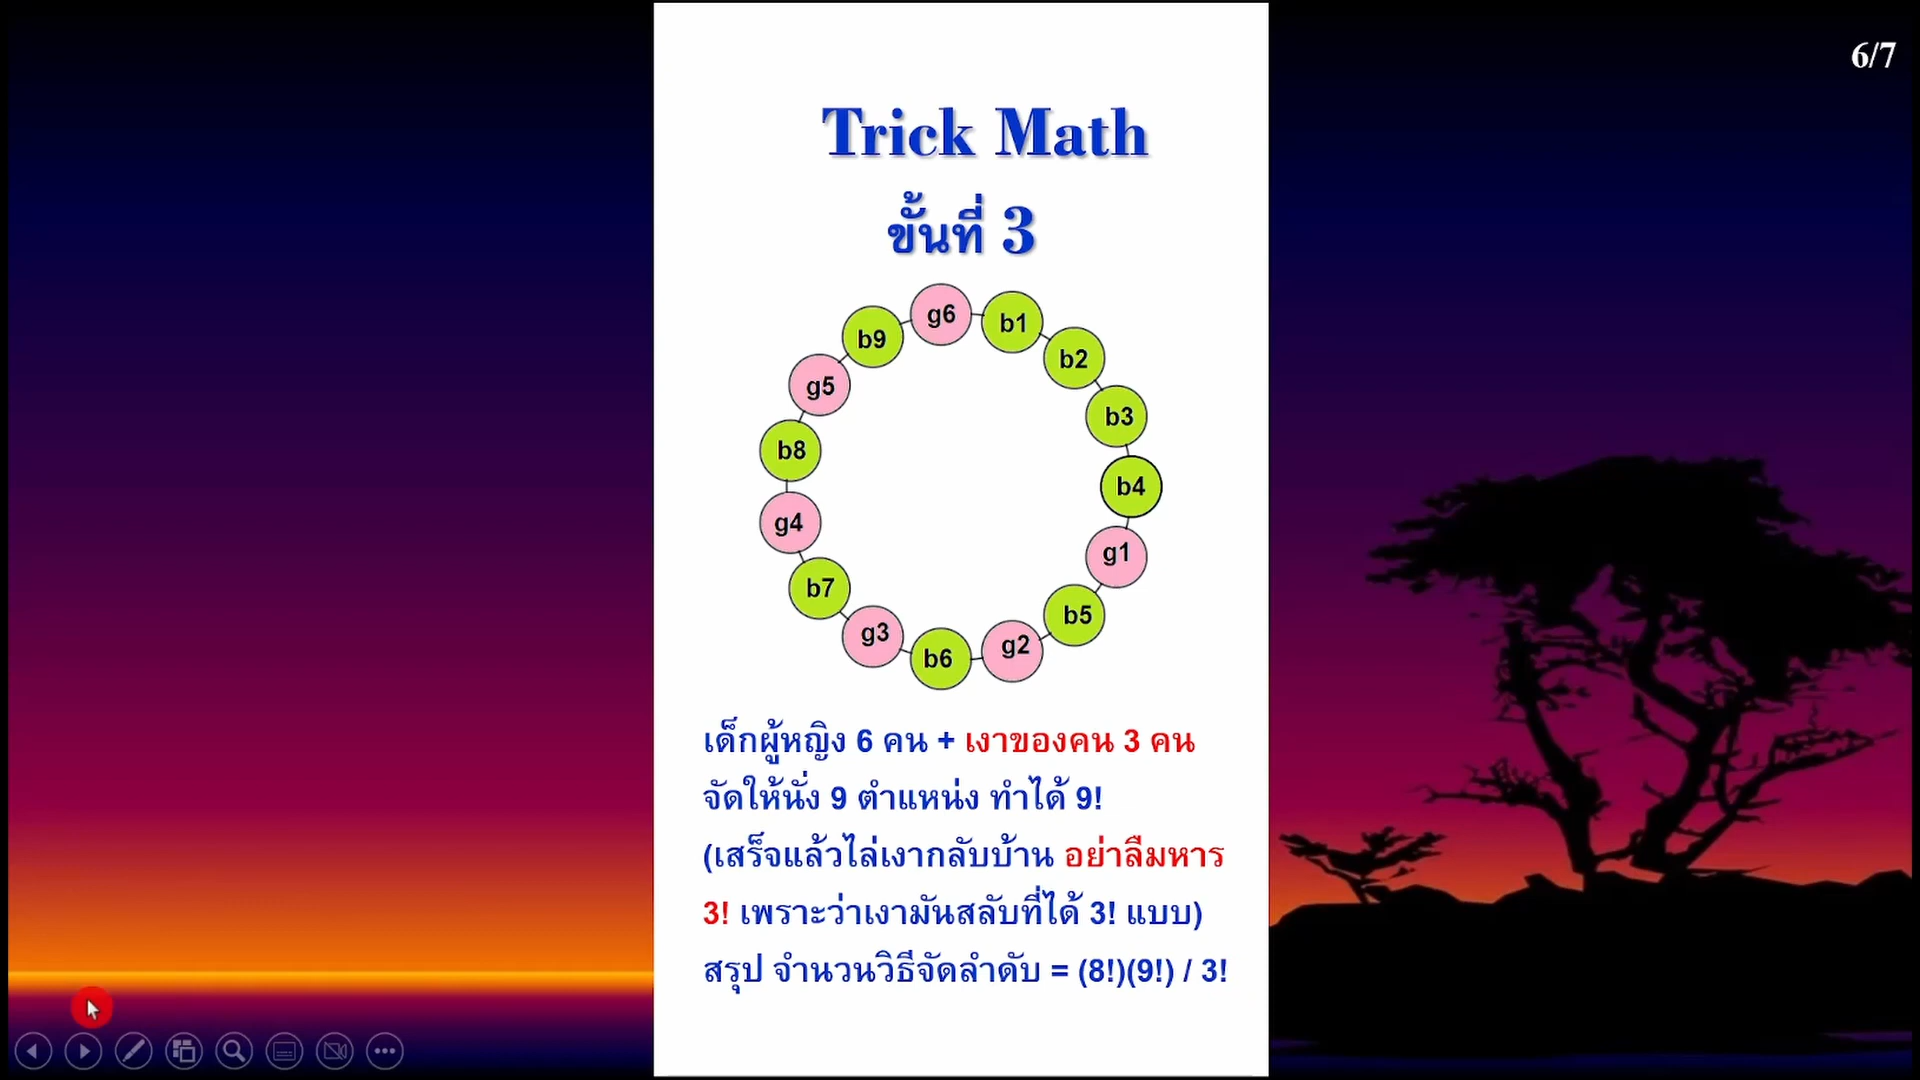 6/7
Trick Math
ขั้นที่ 3
g6
b1
b9
b2
g5
b3
b8
b4
g4
g1
b7
b5
g3
g2
b6
เด็กผู้หญิง 6 คน + เงาของคน 3 คน
จัดให้นั่ง 9 ตำแหน่ง ทำได้ 9!
(เสร็จแล้วไล่เงากลับบ้าน อย่าลืมหาร
3! เพราะว่าเงามันสลับที่ได้ 3! แบบ)
สรุป จำนวนวิธีจัดลำดับ = (8!)(9!) / 3!